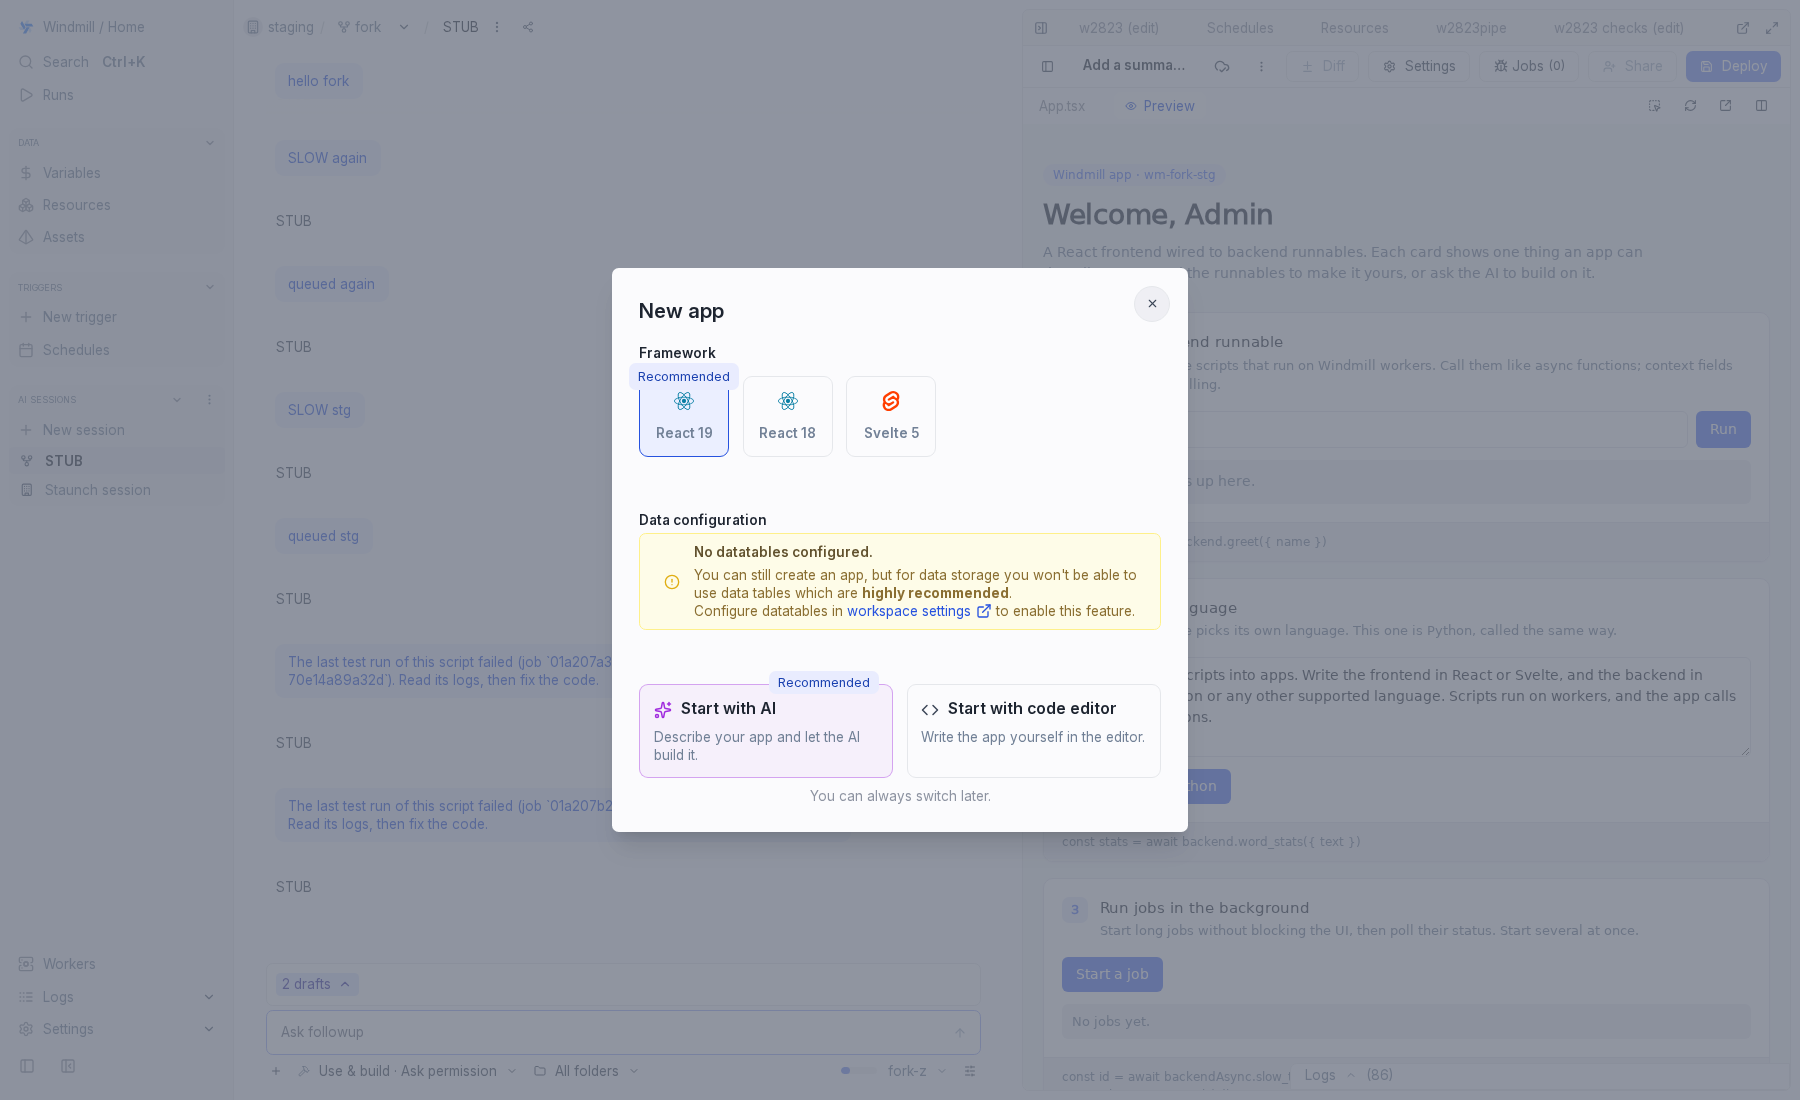 Windmill / Home
Search Ctrl+K
Runs
DATA
Variables
Resources
Assets
TRIGGERS
New trigger
Schedules
AI SESSIONS
New session
STUB
Staunch session
Workers
Logs
Settings
staging / fork / STUB
hello fork
SLOW again
STUB
queued again
STUB
SLOW stg
STUB
queued stg
STUB
The last test run of this script failed (job `01a207a3
70e14a89a32d`). Read its logs, then fix the code.
STUB
The last test run of this script failed (job `01a207b2
Read its logs, then fix the code.
STUB
2 drafts
Ask followup
Use & build · Ask permission
All folders
fork-z
w2823 (edit)
Schedules
Resources
w2823pipe
w2823 checks (edit)
Add a summa...
Diff
Settings
Jobs (0)
Share
Deploy
App.tsx
Preview
Windmill app · wm-fork-stg
Welcome, Admin
A React frontend wired to backend runnables. Each card shows one thing an app can
the runnables to make it yours, or ask the AI to build on it.
end runnable
scripts that run on Windmill workers. Call them like async functions; context fields
lling.
Run
s up here.
ckend.greet({ name })
guage
picks its own language. This one is Python, called the same way.
cripts into apps. Write the frontend in React or Svelte, and the backend in
on or any other supported language. Scripts run on workers, and the app calls
ons.
thon
const stats = await backend.word_stats({ text })
3
Run jobs in the background
Start long jobs without blocking the UI, then poll their status. Start several at once.
Start a job
No jobs yet.
const id = await backendAsync.slow_
Logs (86)
New app
Framework
Recommended
React 19
React 18
Svelte 5
Data configuration
No datatables configured.
You can still create an app, but for data storage you won't be able to
use data tables which are highly recommended.
Configure datatables in workspace settings to enable this feature.
Recommended
Start with AI
Describe your app and let the AI
build it.
Start with code editor
Write the app yourself in the editor.
You can always switch later.